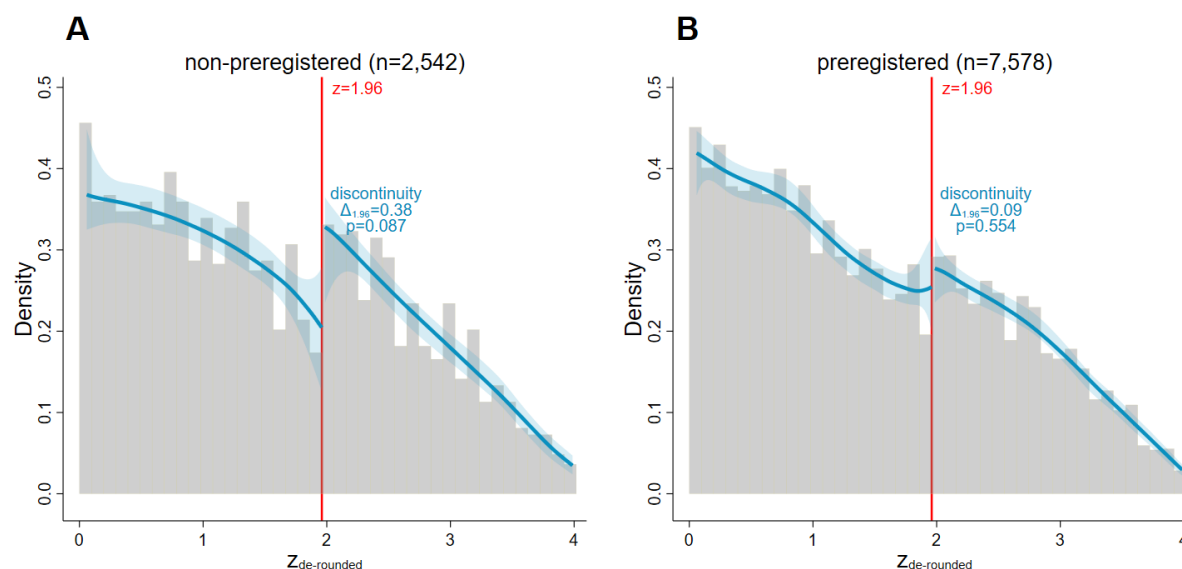 A
non-preregistered (n=2,542)
0.5
0.4
0.3
0.2
0.1
0.0
Density
z=1.96
discontinuity
Δ₁.₉₆=0.38
p=0.087
0 1 2 3 4
z de-rounded
B
preregistered (n=7,578)
0.5
0.4
0.3
0.2
0.1
0.0
Density
z=1.96
discontinuity
Δ₁.₉₆=0.09
p=0.554
0 1 2 3 4
z de-rounded